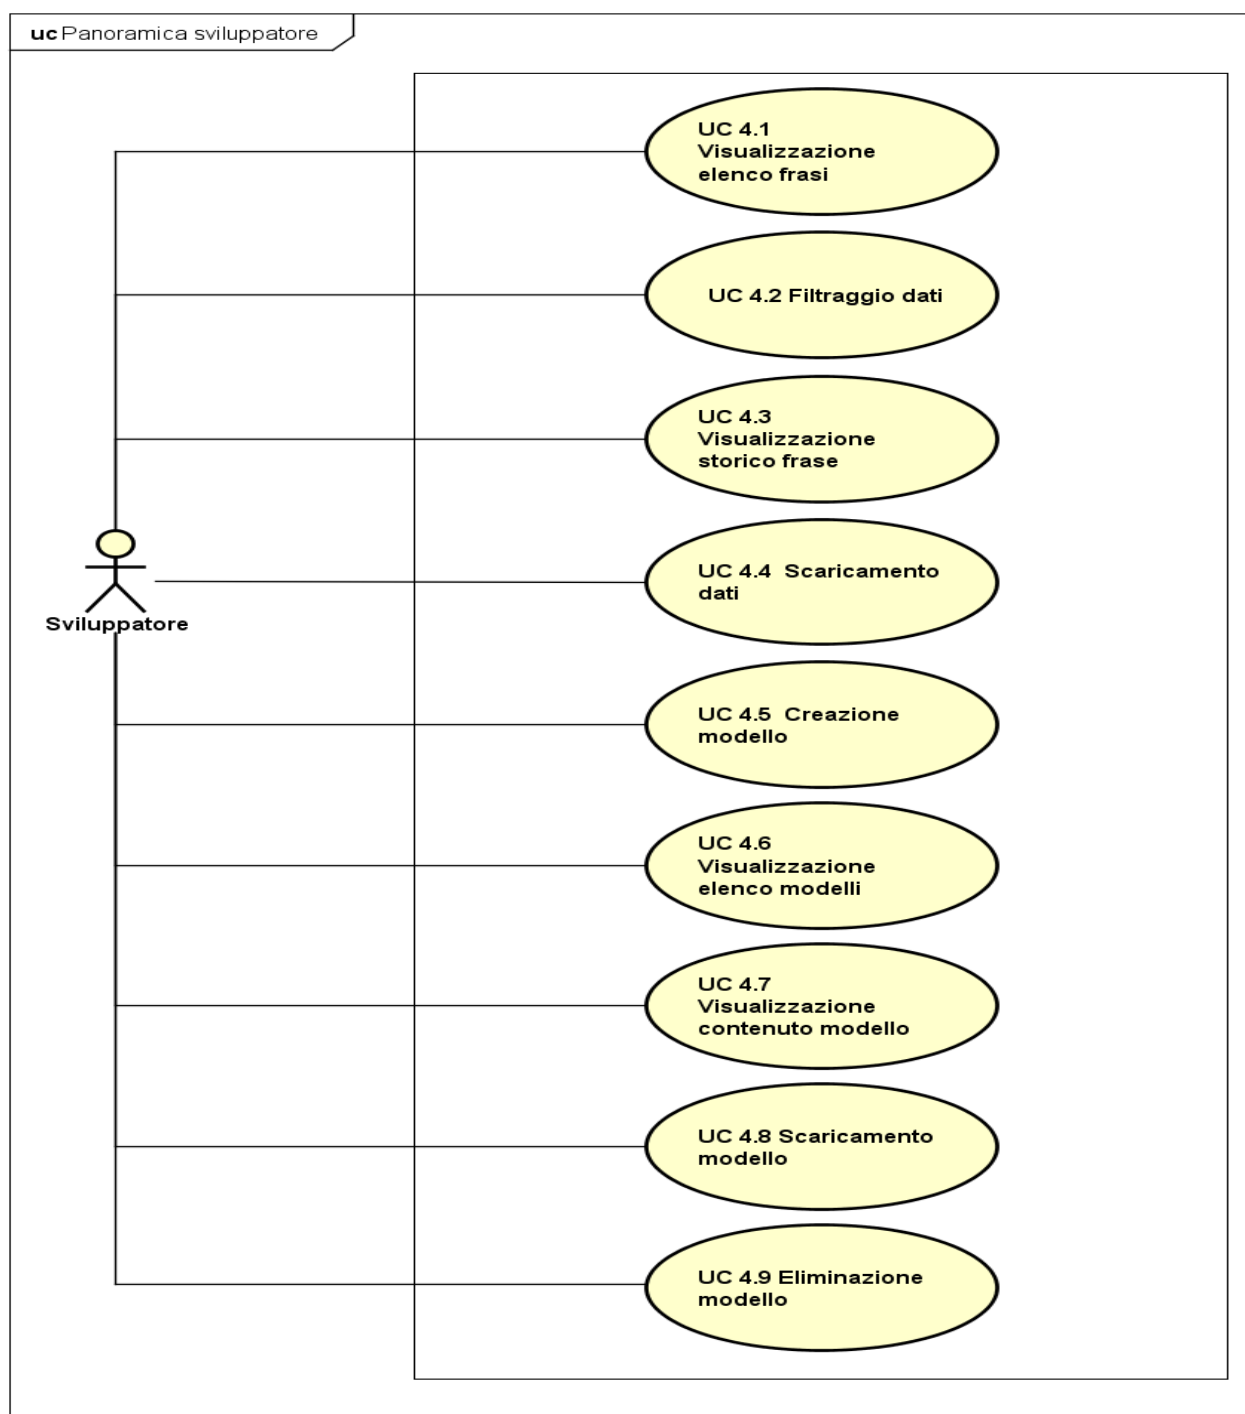 uc Panoramica sviluppatore
UC 4.1
Visualizzazione
elenco frasi
UC 4.2 Filtraggio dati
UC 4.3
Visualizzazione
storico frase
UC 4.4 Scaricamento
dati
Sviluppatore
UC 4.5 Creazione
modello
UC 4.6
Visualizzazione
elenco modelli
UC 4.7
Visualizzazione
contenuto modello
UC 4.8 Scaricamento
modello
UC 4.9 Eliminazione
modello